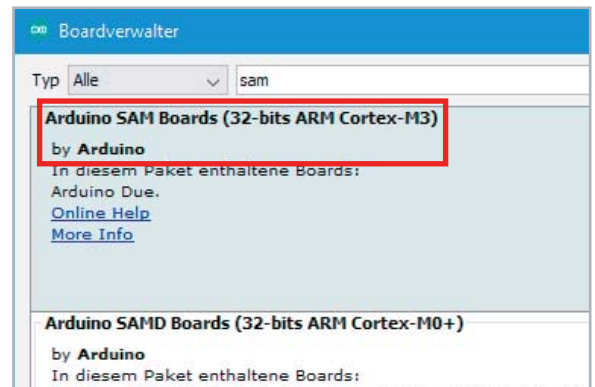 Boardverwalter
Typ Alle sam
Arduino SAM Boards (32-bits ARM Cortex-M3)
by Arduino
In diesem Paket enthaltene Boards:
Arduino Due.
Online Help
More Info
Arduino SAMD Boards (32-bits ARM Cortex-M0+)
by Arduino
In diesem Paket enthaltene Boards: